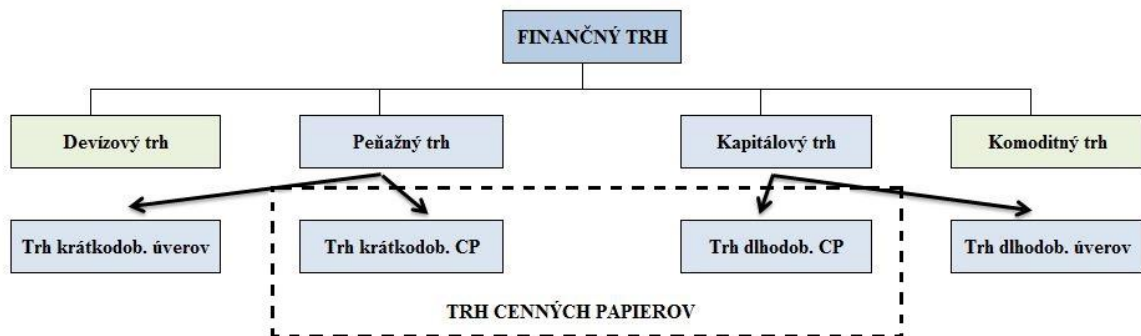 FINANČNÝ TRH
Devízový trh
Peňažný trh
Kapitálový trh
Komoditný trh
Trh krátkodob. úverov
Trh krátkodob. CP
Trh dlhodob. CP
Trh dlhodob. úverov
TRH CENNÝCH PAPIEROV